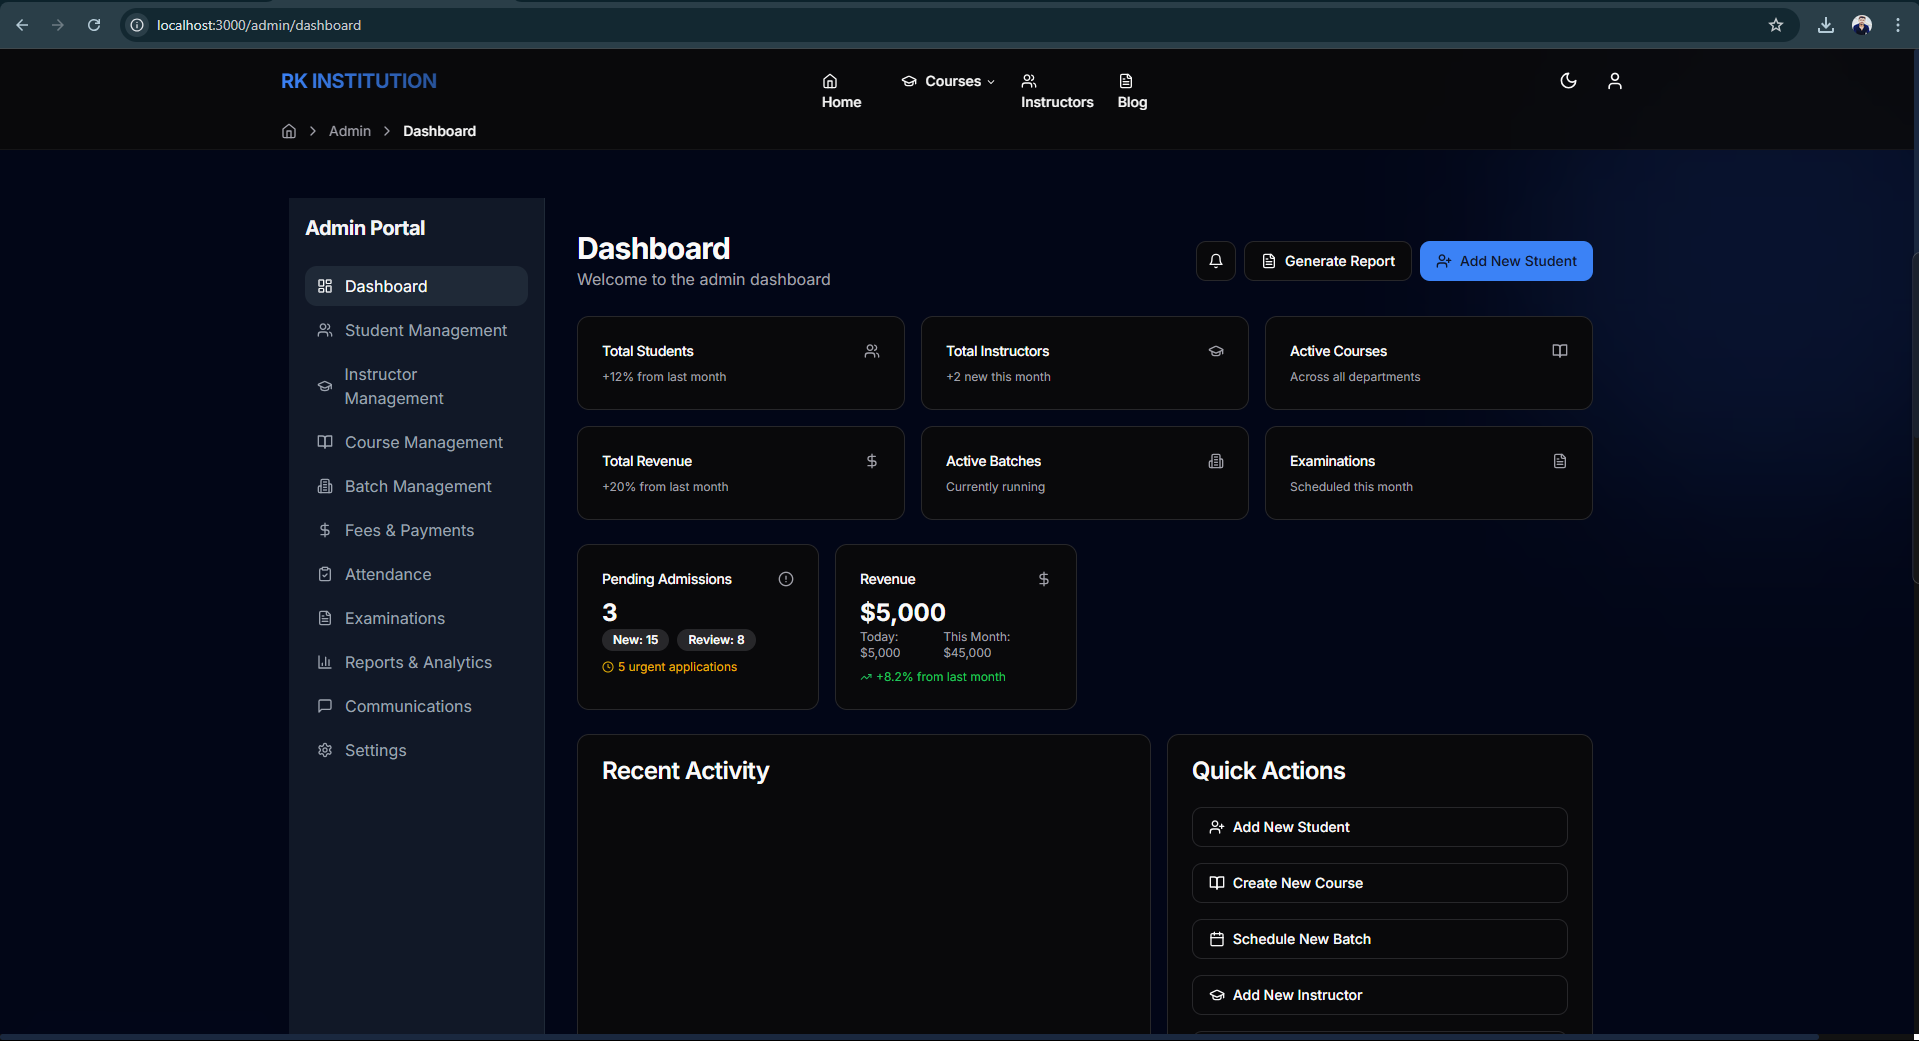 localhost:3000/admin/dashboard
RK INSTITUTION
Home
Courses
Instructors
Blog
Admin
Dashboard
Admin Portal
Dashboard
Student Management
Instructor
Management
Course Management
Batch Management
Fees & Payments
Attendance
Examinations
Reports & Analytics
Communications
Settings
Dashboard
Welcome to the admin dashboard
Generate Report
Add New Student
Total Students
+12% from last month
Total Instructors
+2 new this month
Active Courses
Across all departments
Total Revenue
+20% from last month
Active Batches
Currently running
Examinations
Scheduled this month
Pending Admissions
3
New: 15
Review: 8
5 urgent applications
Revenue
$5,000
Today:
$5,000
This Month:
$45,000
+8.2% from last month
Recent Activity
Quick Actions
Add New Student
Create New Course
Schedule New Batch
Add New Instructor